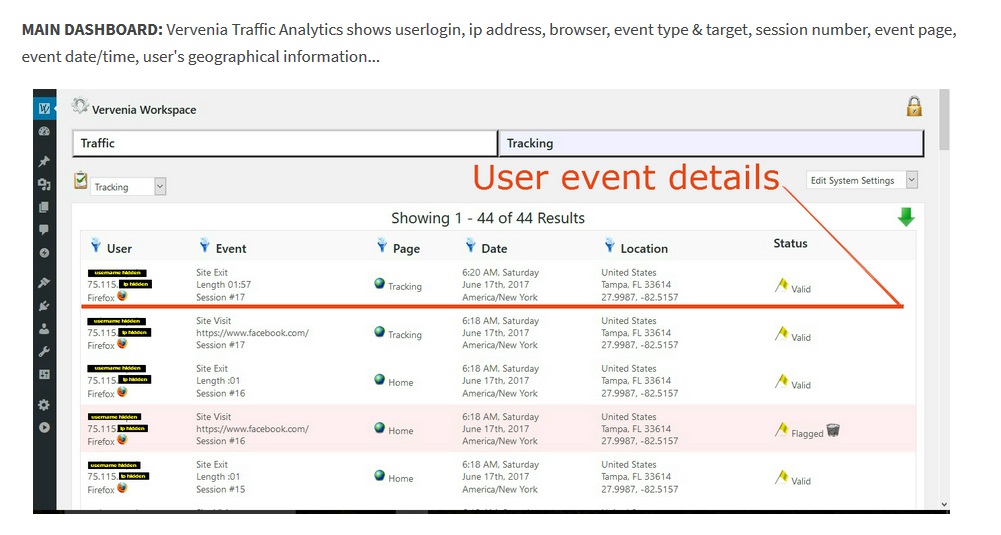 MAIN DASHBOARD: Vervenia Traffic Analytics shows userlogin, ip address, browser, event type & target, session number, event page,
event date/time, user's geographical information...
Vervenia Workspace
Traffic Tracking
User event details
Tracking Edit System Settings
Showing 1 - 44 of 44 Results
User Event Page Date Location Status
username hidden Site Exit 6:20 AM, Saturday United States
75.115. ip hidden Length 01:57 Tracking June 17th, 2017 Tampa, FL 33614 Valid
Firefox Session #17 America/New York 27.9987, -82.5157
username hidden Site Visit 6:18 AM, Saturday United States
75.115. ip hidden https://www.facebook.com/ Tracking June 17th, 2017 Tampa, FL 33614 Valid
Firefox Session #17 America/New York 27.9987, -82.5157
username hidden Site Exit 6:18 AM, Saturday United States
75.115. ip hidden Length :01 Home June 17th, 2017 Tampa, FL 33614 Valid
Firefox Session #16 America/New York 27.9987, -82.5157
username hidden Site Visit 6:18 AM, Saturday United States
75.115. ip hidden https://www.facebook.com/ Home June 17th, 2017 Tampa, FL 33614 Flagged
Firefox Session #16 America/New York 27.9987, -82.5157
username hidden Site Exit 6:18 AM, Saturday United States
75.115. ip hidden Length :01 Home June 17th, 2017 Tampa, FL 33614 Valid
Firefox Session #15 America/New York 27.9987, -82.5157